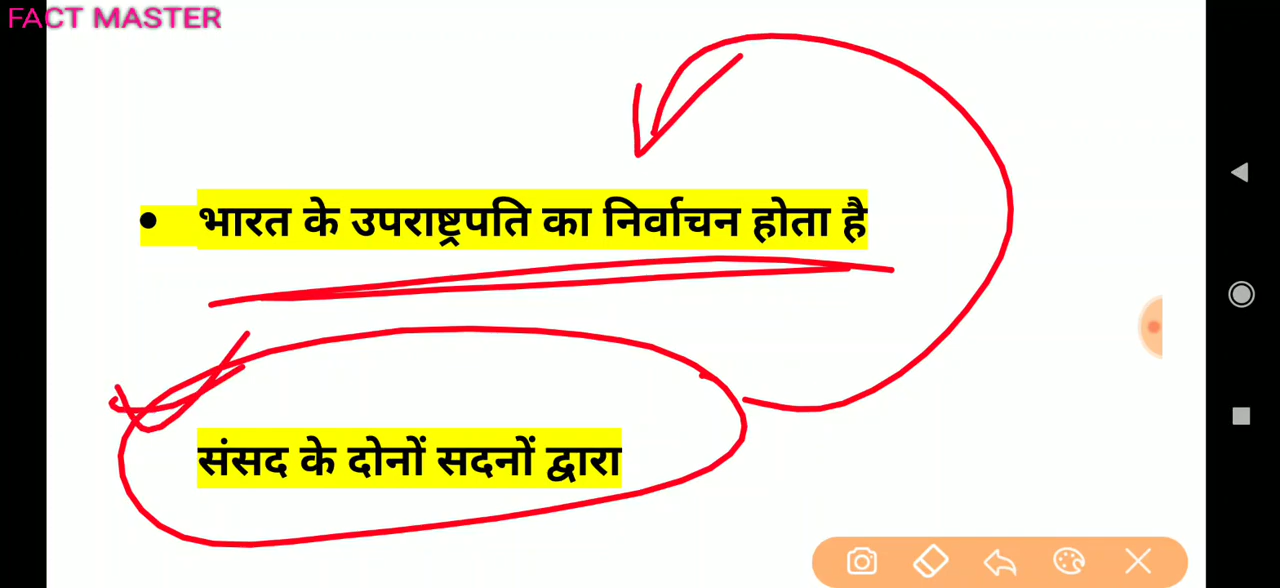 FACT MASTER
• भारत के उपराष्ट्रपति का निर्वाचन होता है
संसद के दोनों सदनों द्वारा